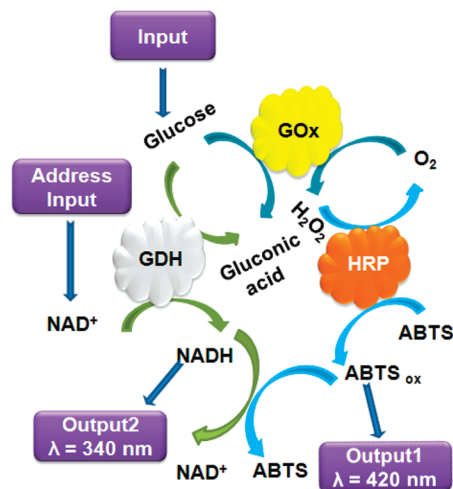 Input
Glucose
GOx
O₂
Address
Input
H₂O₂
GDH
Gluconic
acid
HRP
NAD⁺
ABTS
NADH
ABTS ox
Output2
λ = 340 nm
NAD⁺
ABTS
Output1
λ = 420 nm